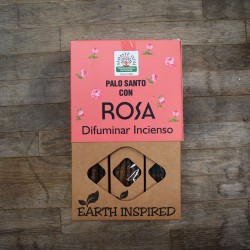 PALO SANTO
CON
ROSA
Difuminar Incienso
EARTH INSPIRED